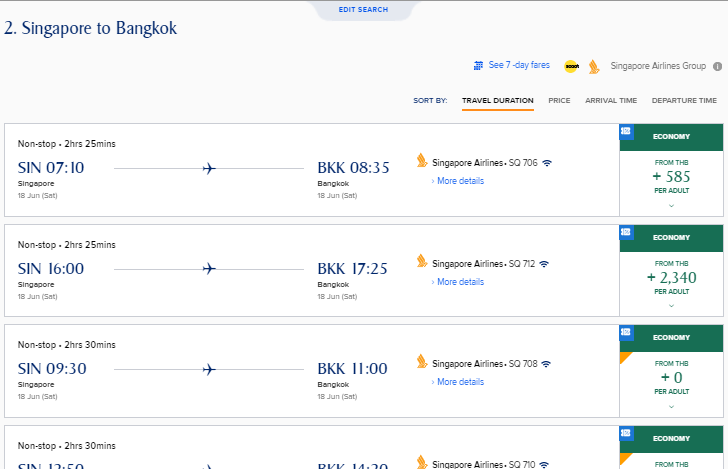 EDIT SEARCH
2. Singapore to Bangkok
See 7 -day fares
scoot
Singapore Airlines Group
SORT BY: TRAVEL DURATION PRICE ARRIVAL TIME DEPARTURE TIME
Non-stop • 2hrs 25mins
SIN 07:10
Singapore
18 Jun (Sat)
BKK 08:35
Bangkok
18 Jun (Sat)
Singapore Airlines • SQ 706
› More details
ECONOMY
FROM THB
+ 585
PER ADULT
Non-stop • 2hrs 25mins
SIN 16:00
Singapore
18 Jun (Sat)
BKK 17:25
Bangkok
18 Jun (Sat)
Singapore Airlines • SQ 712
› More details
ECONOMY
FROM THB
+ 2,340
PER ADULT
Non-stop • 2hrs 30mins
SIN 09:30
Singapore
18 Jun (Sat)
BKK 11:00
Bangkok
18 Jun (Sat)
Singapore Airlines • SQ 708
› More details
ECONOMY
FROM THB
+ 0
PER ADULT
Non-stop • 2hrs 30mins
SIN 12:50
BKK 14:20
Singapore Airlines • SQ 710
ECONOMY
FROM THB